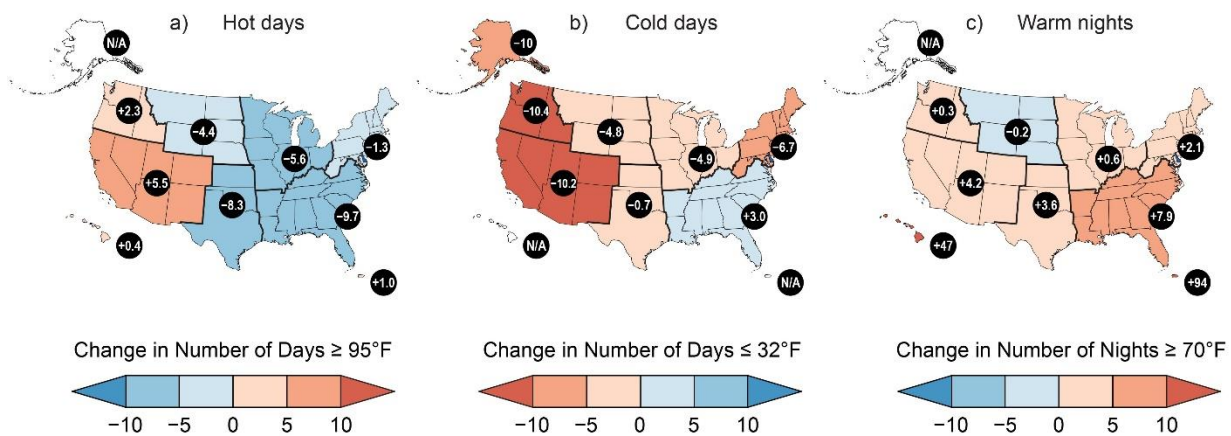 a) Hot days
N/A
+2.3
−4.4
−5.6
−1.3
+5.5
−8.3
−9.7
+0.4
+1.0
Change in Number of Days ≥ 95°F
−10 −5 0 5 10
b) Cold days
−10
−10.4
−4.8
−4.9
−6.7
−10.2
−0.7
+3.0
N/A
N/A
Change in Number of Days ≤ 32°F
−10 −5 0 5 10
c) Warm nights
N/A
+0.3
−0.2
+0.6
+2.1
+4.2
+3.6
+7.9
+47
+94
Change in Number of Nights ≥ 70°F
−10 −5 0 5 10